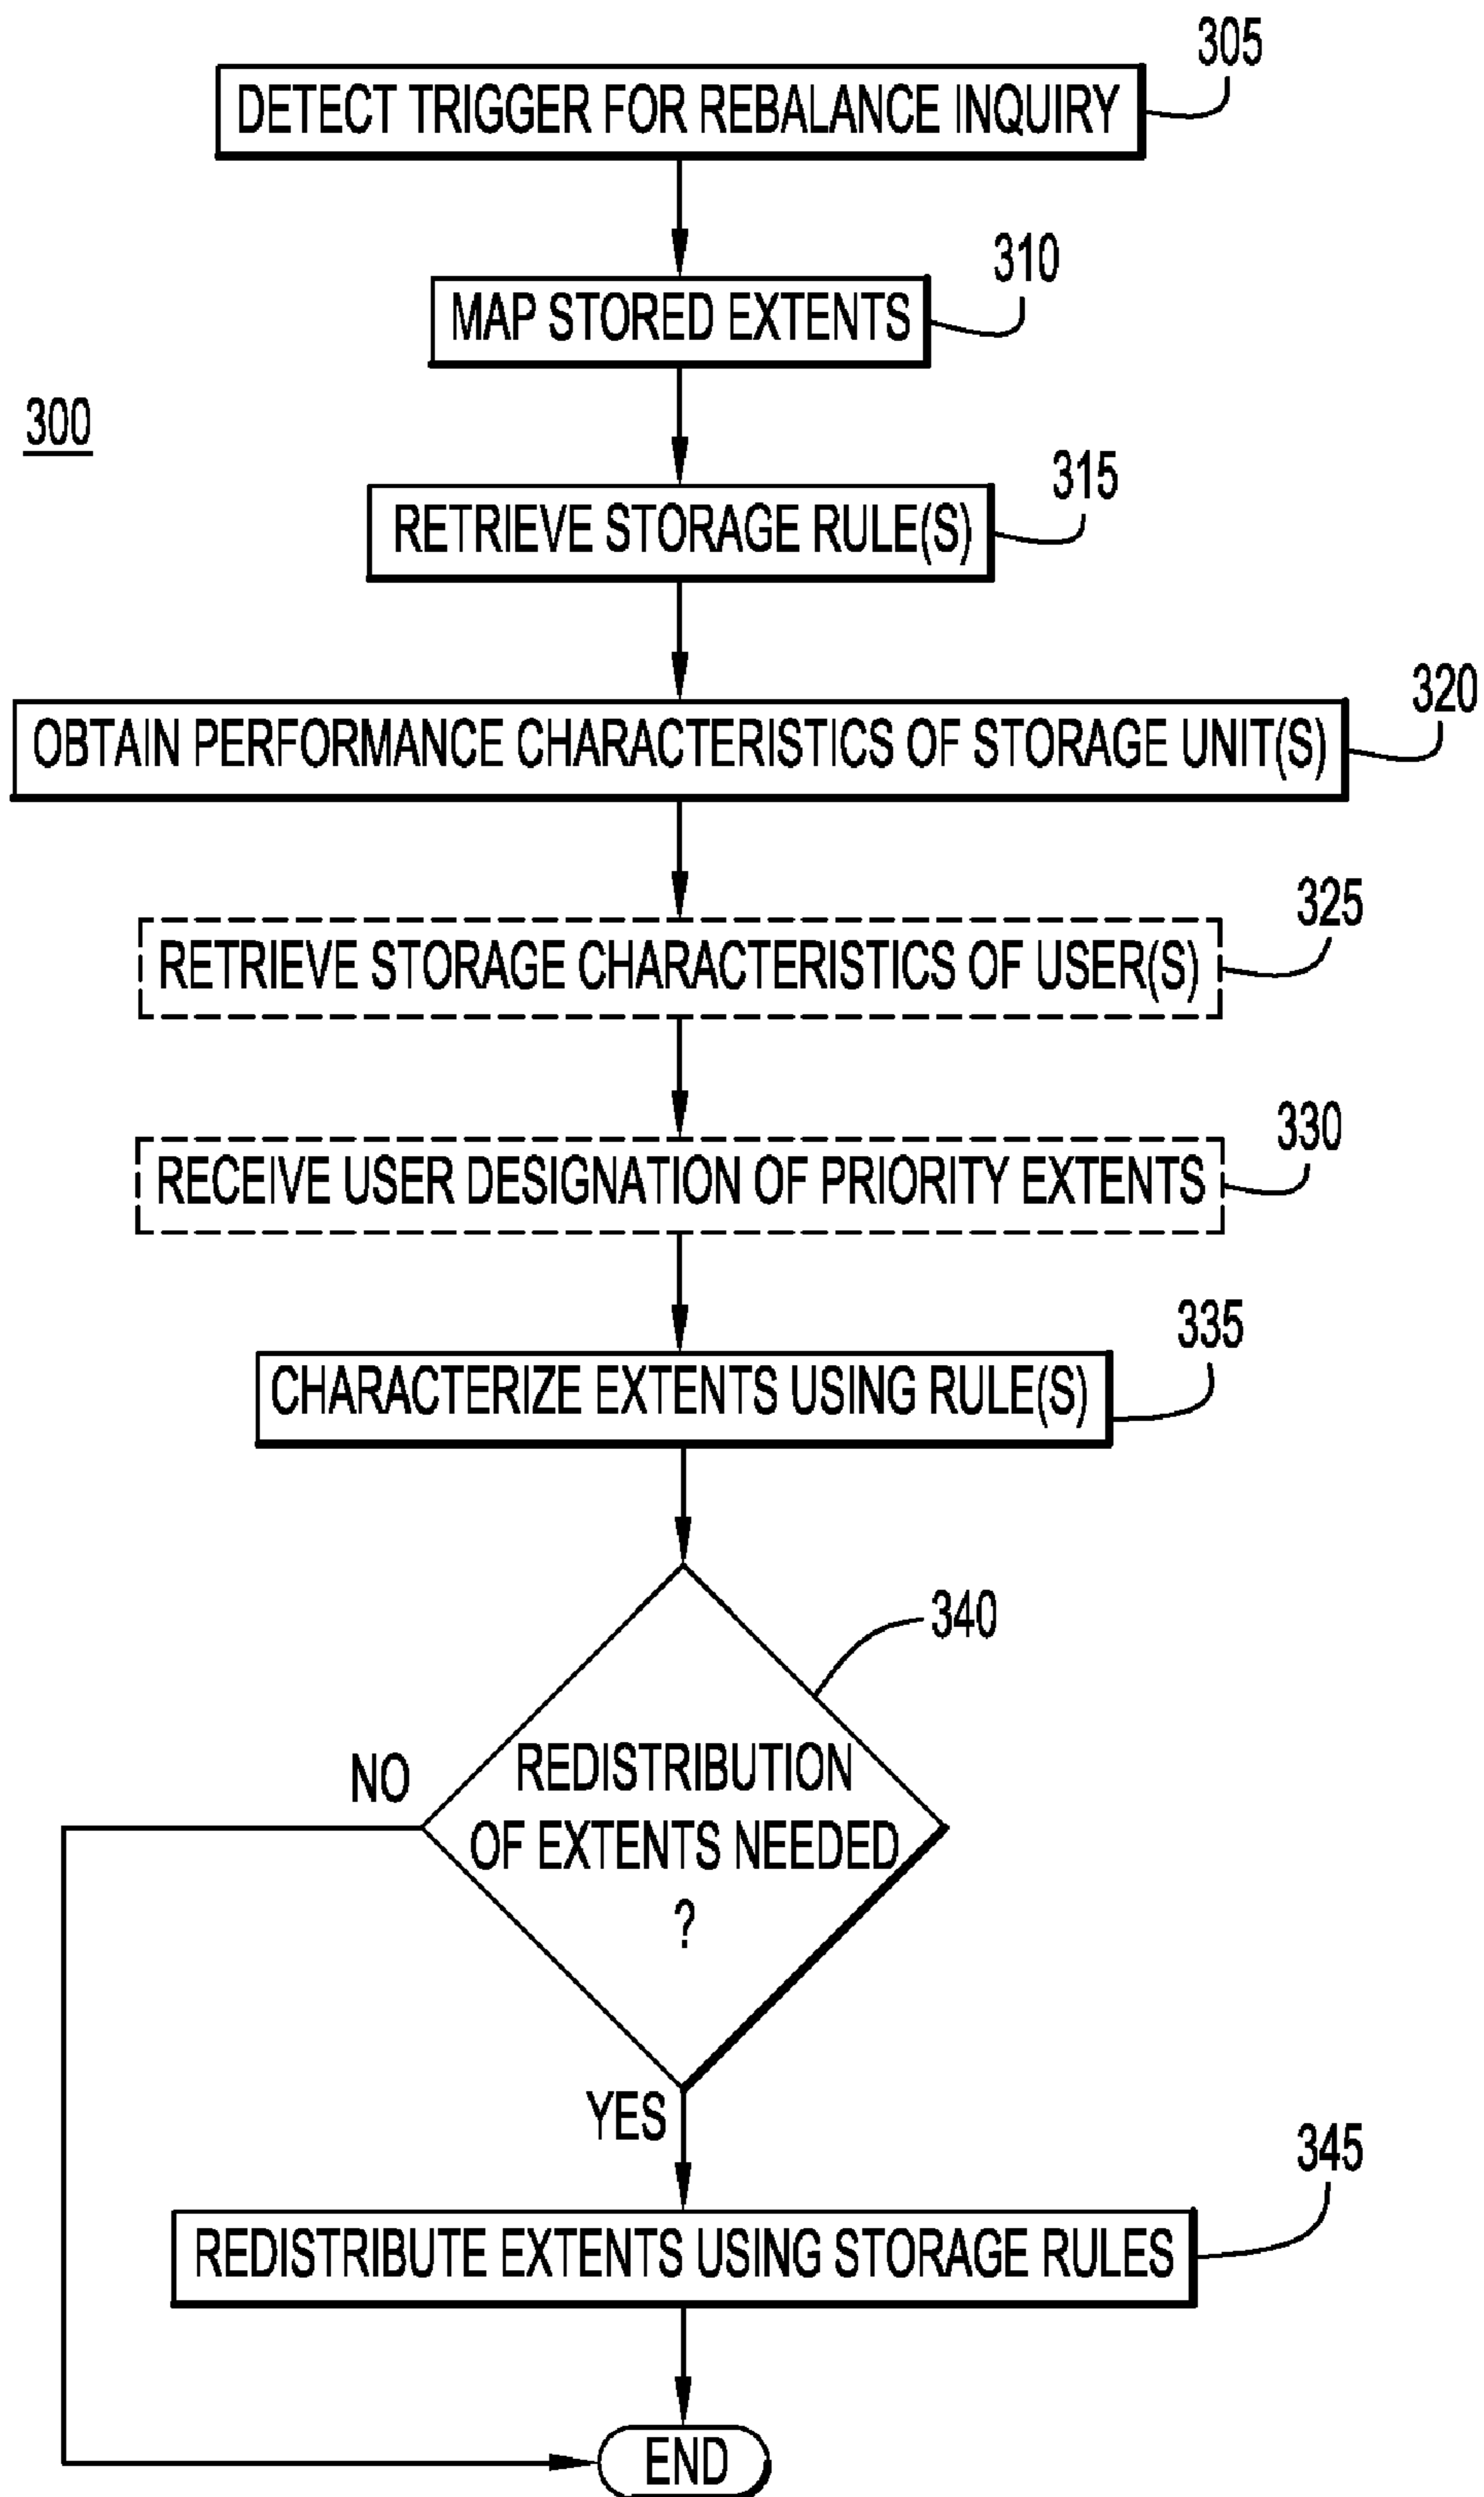 305
DETECT TRIGGER FOR REBALANCE INQUIRY
310
MAP STORED EXTENTS
300
315
RETRIEVE STORAGE RULE(S)
320
OBTAIN PERFORMANCE CHARACTERISTICS OF STORAGE UNIT(S)
325
RETRIEVE STORAGE CHARACTERISTICS OF USER(S)
330
RECEIVE USER DESIGNATION OF PRIORITY EXTENTS
335
CHARACTERIZE EXTENTS USING RULE(S)
340
REDISTRIBUTION
OF EXTENTS NEEDED
?
NO
YES
345
REDISTRIBUTE EXTENTS USING STORAGE RULES
END